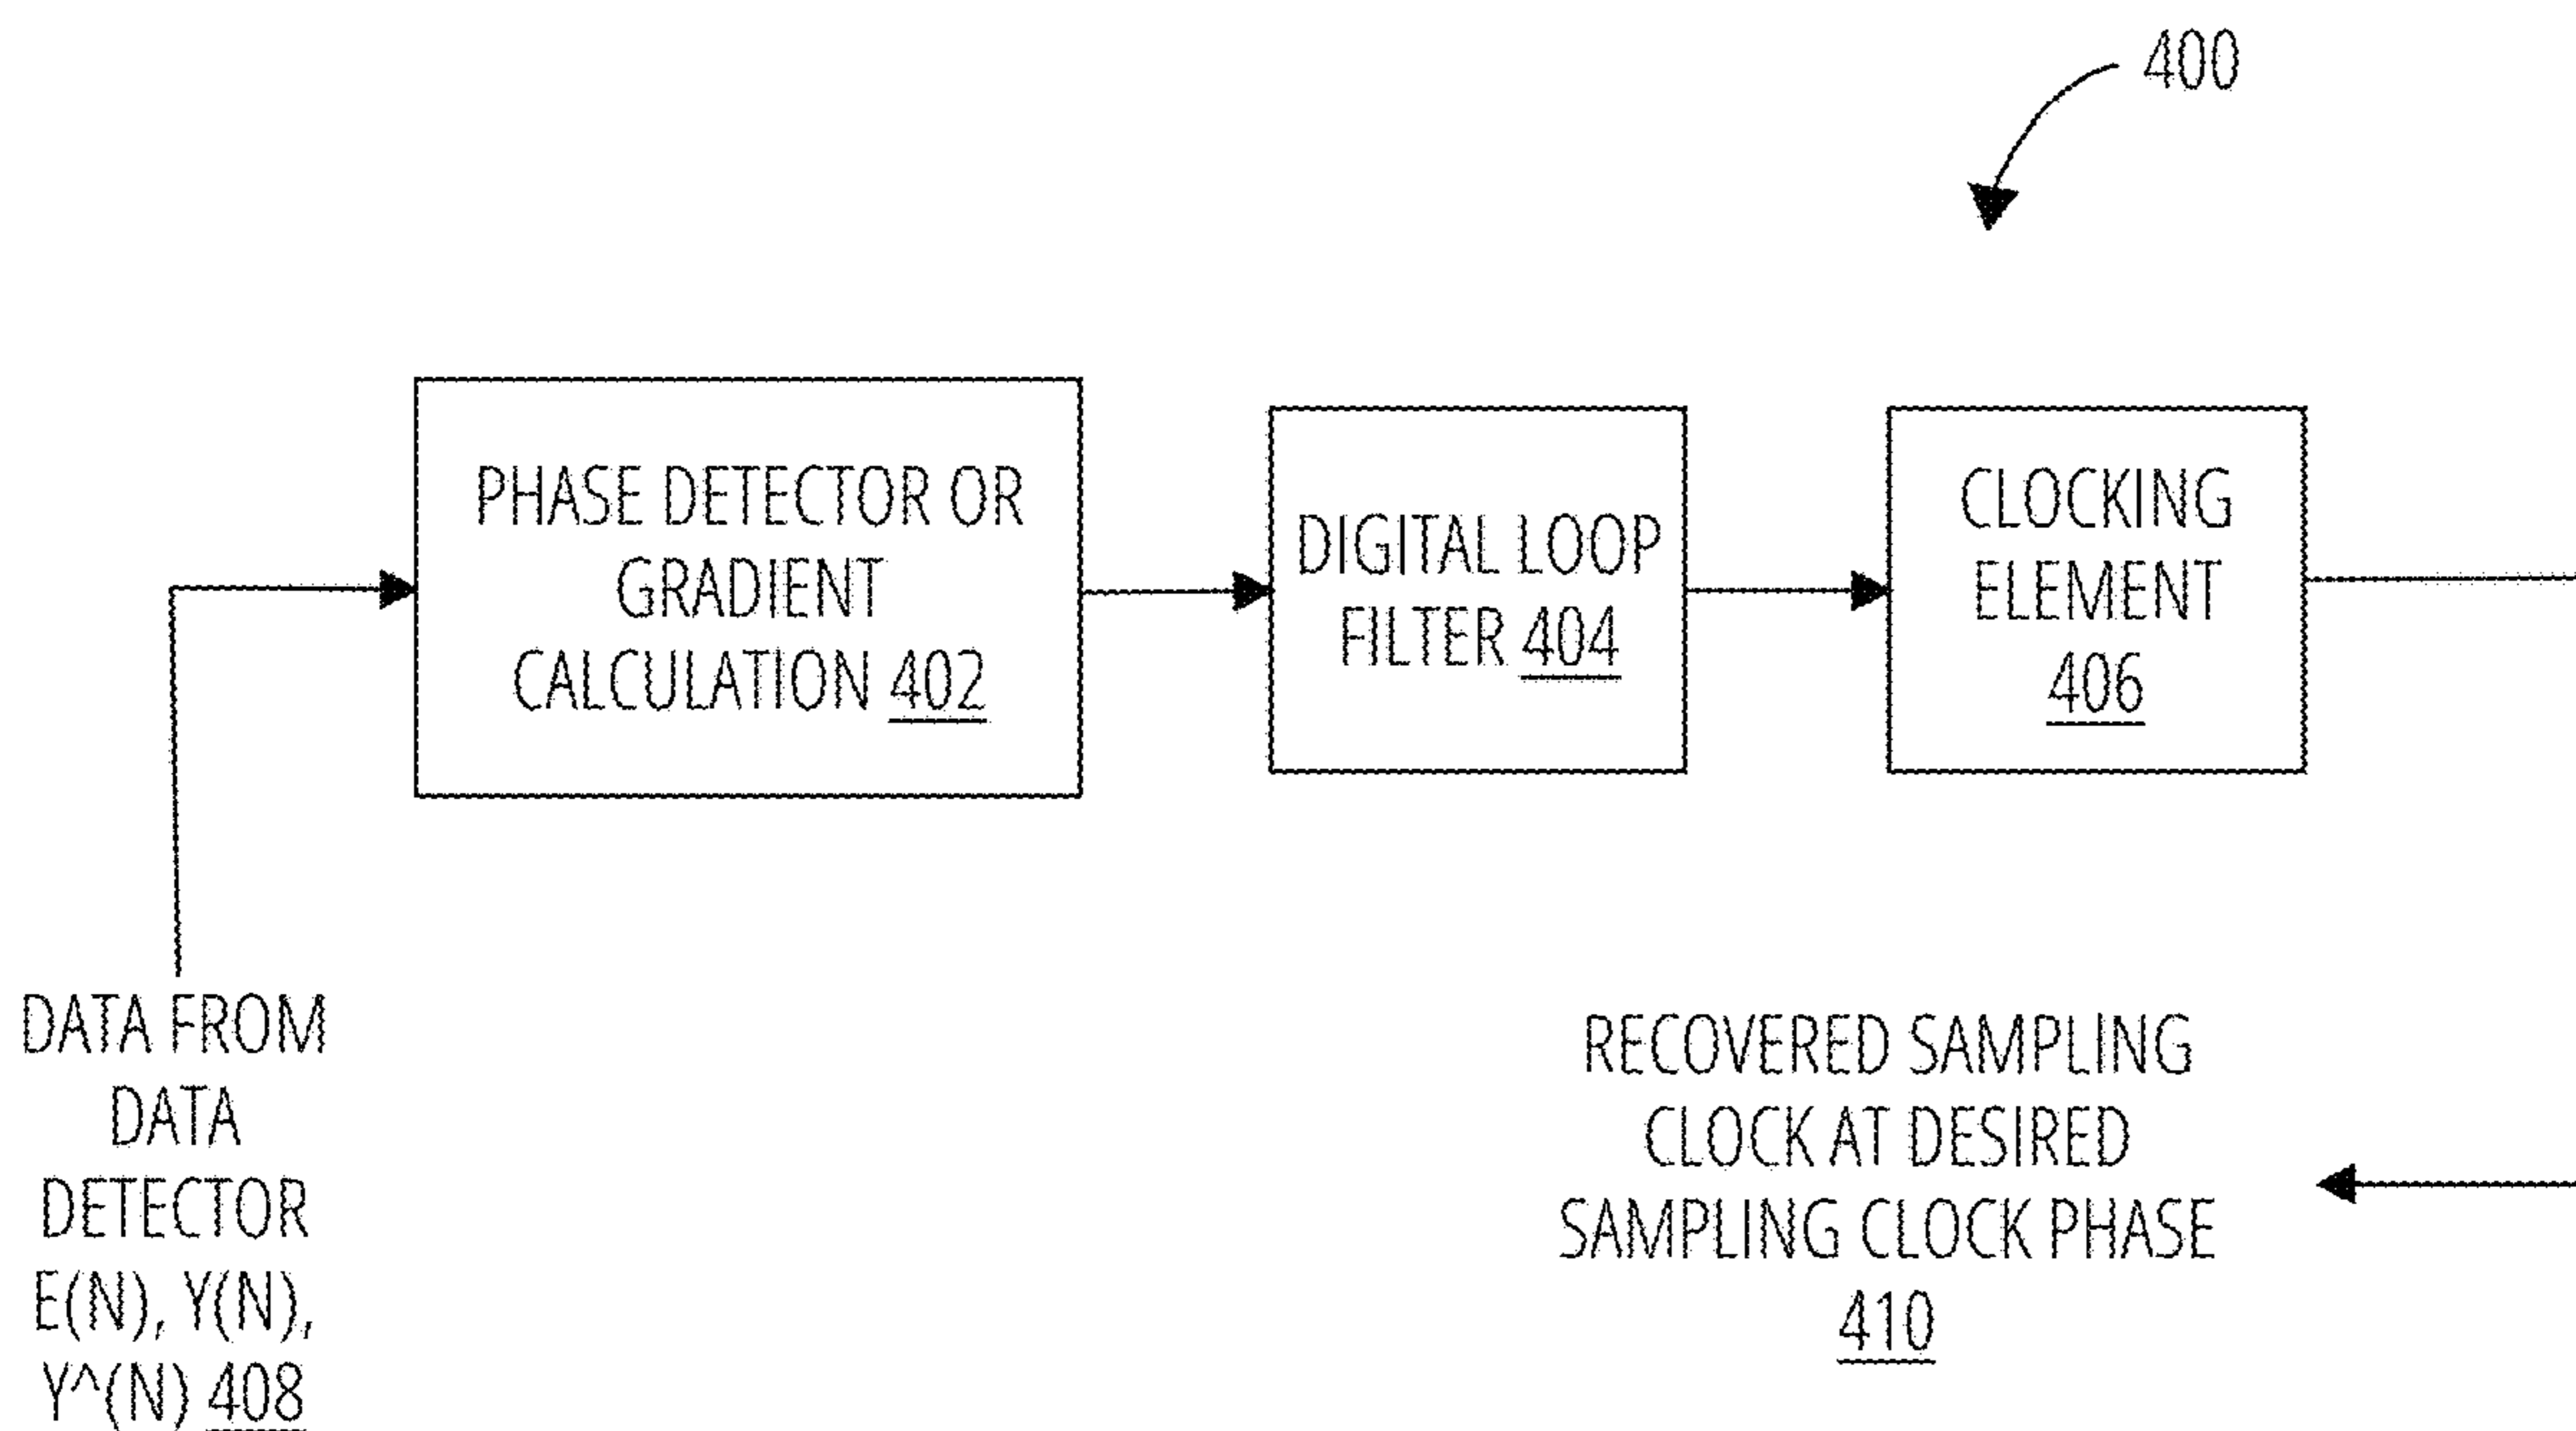 400
PHASE DETECTOR OR
GRADIENT
CALCULATION 402
DIGITAL LOOP
FILTER 404
CLOCKING
ELEMENT
406
DATA FROM
DATA
DETECTOR
E(N), Y(N),
Y^(N) 408
RECOVERED SAMPLING
CLOCK AT DESIRED
SAMPLING CLOCK PHASE
410